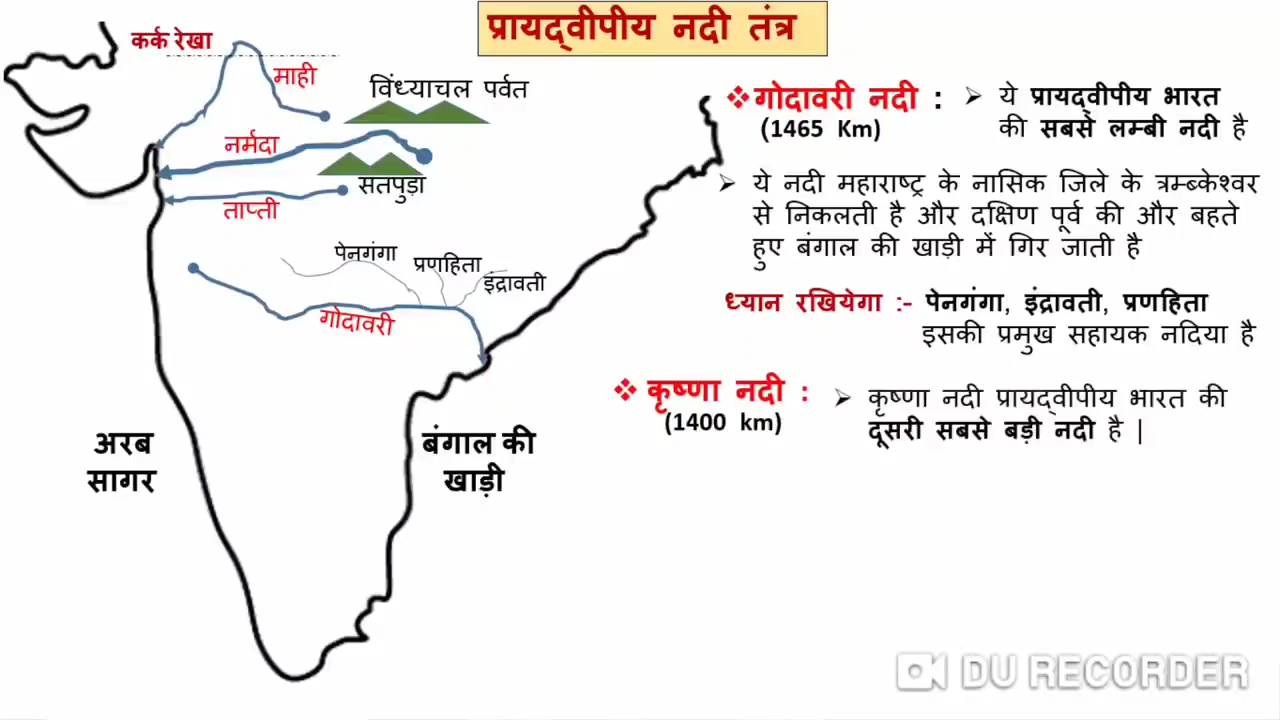 प्रायद्वीपीय नदी तंत्र
कर्क रेखा
माही
विंध्याचल पर्वत
नर्मदा
सतपुड़ा
ताप्ती
पेनगंगा
प्रणहिता
इंद्रावती
गोदावरी
अरब
सागर
बंगाल की
खाड़ी
❖गोदावरी नदी : ➢ ये प्रायद्वीपीय भारत
(1465 Km) की सबसे लम्बी नदी है
➢ ये नदी महाराष्ट्र के नासिक जिले के त्रम्ब्केश्वर
से निकलती है और दक्षिण पूर्व की और बहते
हुए बंगाल की खाड़ी में गिर जाती है
ध्यान रखियेगा :- पेनगंगा, इंद्रावती, प्रणहिता
इसकी प्रमुख सहायक नदिया है
❖ कृष्णा नदी : ➢ कृष्णा नदी प्रायद्वीपीय भारत की
(1400 km) दूसरी सबसे बड़ी नदी है |
DU RECORDER